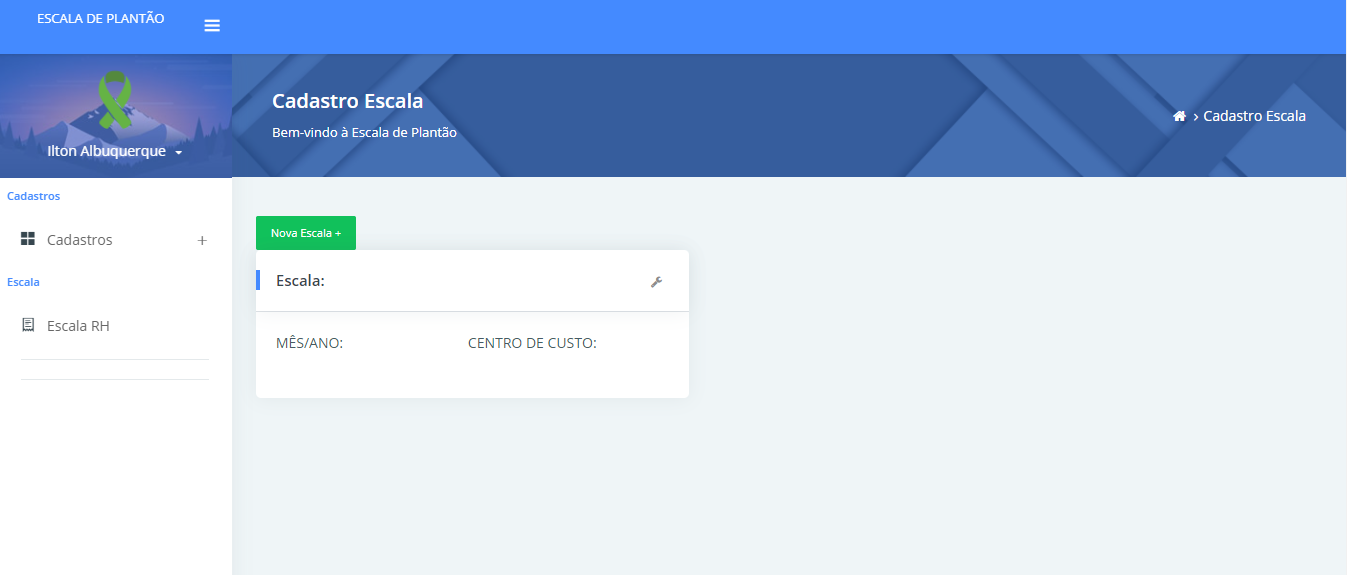 ESCALA DE PLANTÃO
Ilton Albuquerque
Cadastros
Cadastros +
Escala
Escala RH
Cadastro Escala
Bem-vindo à Escala de Plantão
› Cadastro Escala
Nova Escala +
Escala:
MÊS/ANO: CENTRO DE CUSTO: